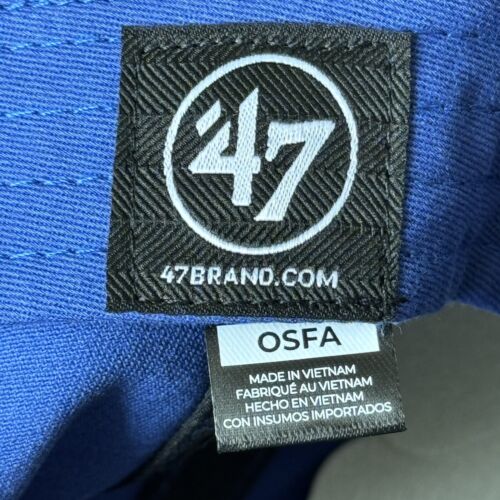 '47
47BRAND.COM
OSFA
MADE IN VIETNAM
FABRIQUÉ AU VIETNAM
HECHO EN VIETNAM
CON INSUMOS IMPORTADOS